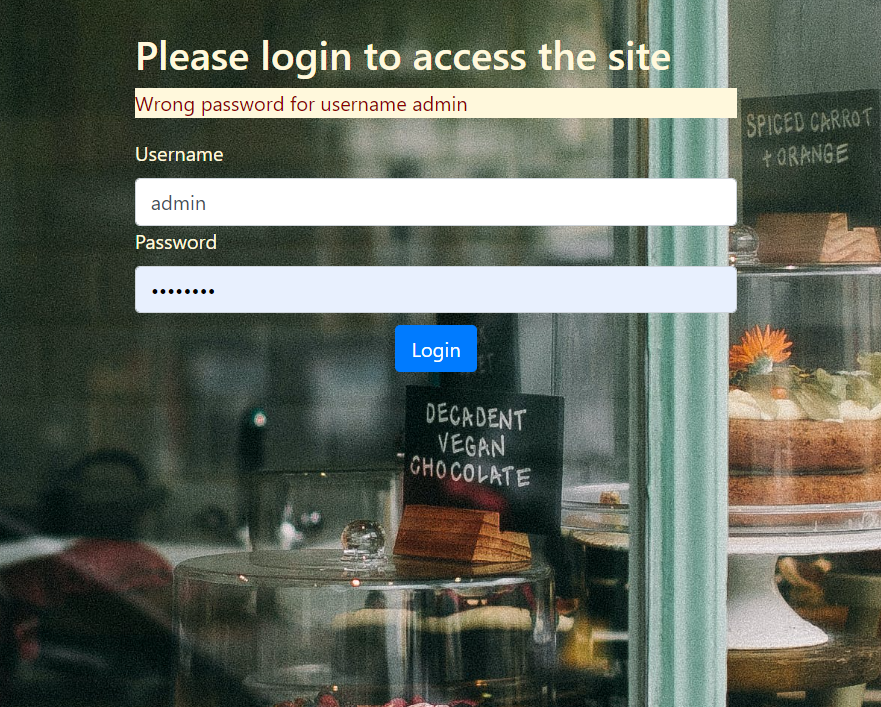 Please login to access the site
Wrong password for username admin
Username
admin
Password
••••••••
Login
SPICED CARROT
+ ORANGE
DECADENT
VEGAN
CHOCOLATE